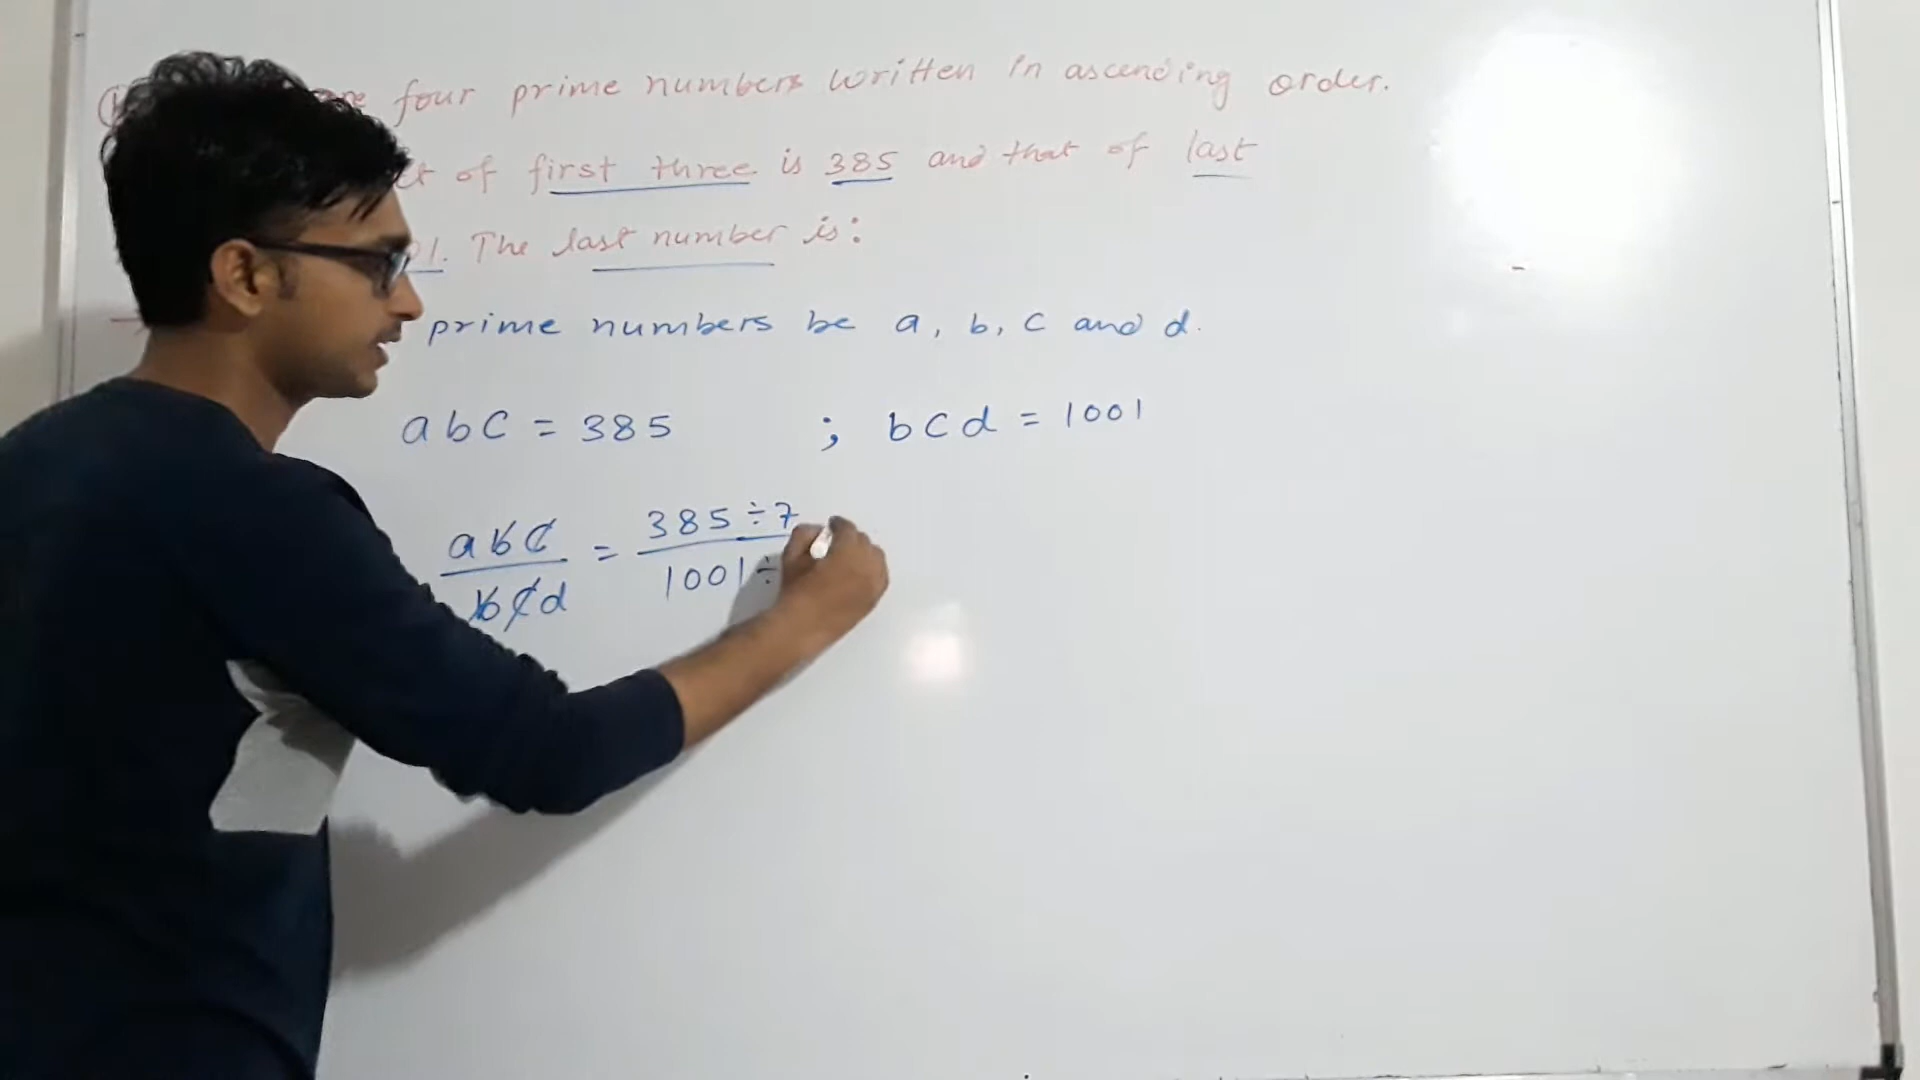 four prime numbers written in ascending order.
of first three is 385 and that of last
01. The last number is:
prime numbers be a, b, c and d.
abc = 385 ; bcd = 1001
abc/bcd = 385÷7/1001÷